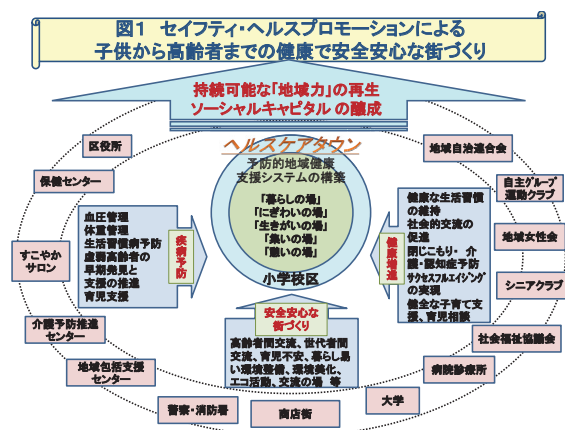 図1 セイフティ・ヘルスプロモーションによる
子供から高齢者までの健康で安全安心な街づくり
持続可能な「地域力」の再生
ソーシャルキャピタル の醸成
ヘルスケアタウン
予防的地域健康
支援システムの構築
「暮らしの場」
「にぎわいの場」
「生きがいの場」
「集いの場」
「憩いの場」
小学校区
区役所
保健センター
すこやか
サロン
介護予防推進
センター
地域包括支援
センター
警察・消防署
商店街
大学
病院診療所
社会福祉協議会
シニアクラブ
地域女性会
自主グループ
運動クラブ
地域自治連合会
血圧管理
体重管理
生活習慣病予防
虚弱高齢者の
早期発見と
支援の推進
育児支援
疾病予防
健康増進
健康な生活習慣
の維持
社会的交流の
促進
閉じこもり・ 介
護・認知症予防
サクセスフルエイジング
の実現
健全な子育て支
援、育児相談
安全安心な
街づくり
高齢者間交流、世代者間
交流、育児不安、暮らし易
い環境整備、環境美化、
エコ活動、交流の場 等